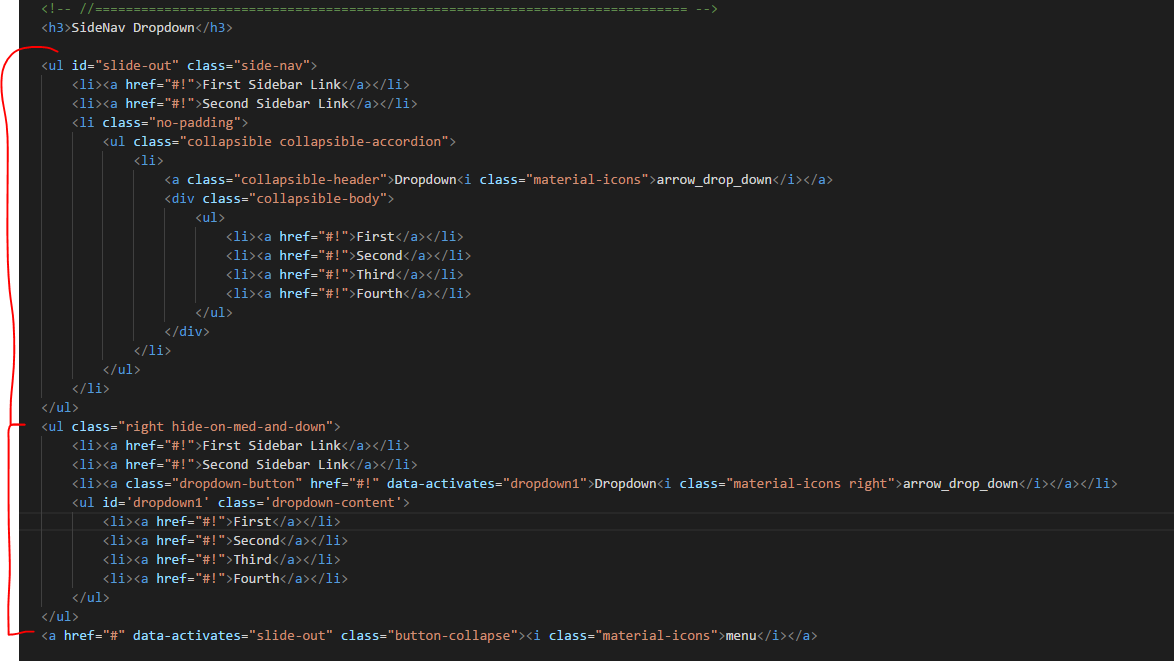 <!-- //============================================================================= -->
<h3>SideNav Dropdown</h3>
<ul id="slide-out" class="side-nav">
<li><a href="#!">First Sidebar Link</a></li>
<li><a href="#!">Second Sidebar Link</a></li>
<li class="no-padding">
<ul class="collapsible collapsible-accordion">
<li>
<a class="collapsible-header">Dropdown<i class="material-icons">arrow_drop_down</i></a>
<div class="collapsible-body">
<ul>
<li><a href="#!">First</a></li>
<li><a href="#!">Second</a></li>
<li><a href="#!">Third</a></li>
<li><a href="#!">Fourth</a></li>
</ul>
</div>
</li>
</ul>
</li>
</ul>
<ul class="right hide-on-med-and-down">
<li><a href="#!">First Sidebar Link</a></li>
<li><a href="#!">Second Sidebar Link</a></li>
<li><a class="dropdown-button" href="#!" data-activates="dropdown1">Dropdown<i class="material-icons right">arrow_drop_down</i></a></li>
<ul id='dropdown1' class='dropdown-content'>
<li><a href="#!">First</a></li>
<li><a href="#!">Second</a></li>
<li><a href="#!">Third</a></li>
<li><a href="#!">Fourth</a></li>
</ul>
</ul>
<a href="#" data-activates="slide-out" class="button-collapse"><i class="material-icons">menu</i></a>